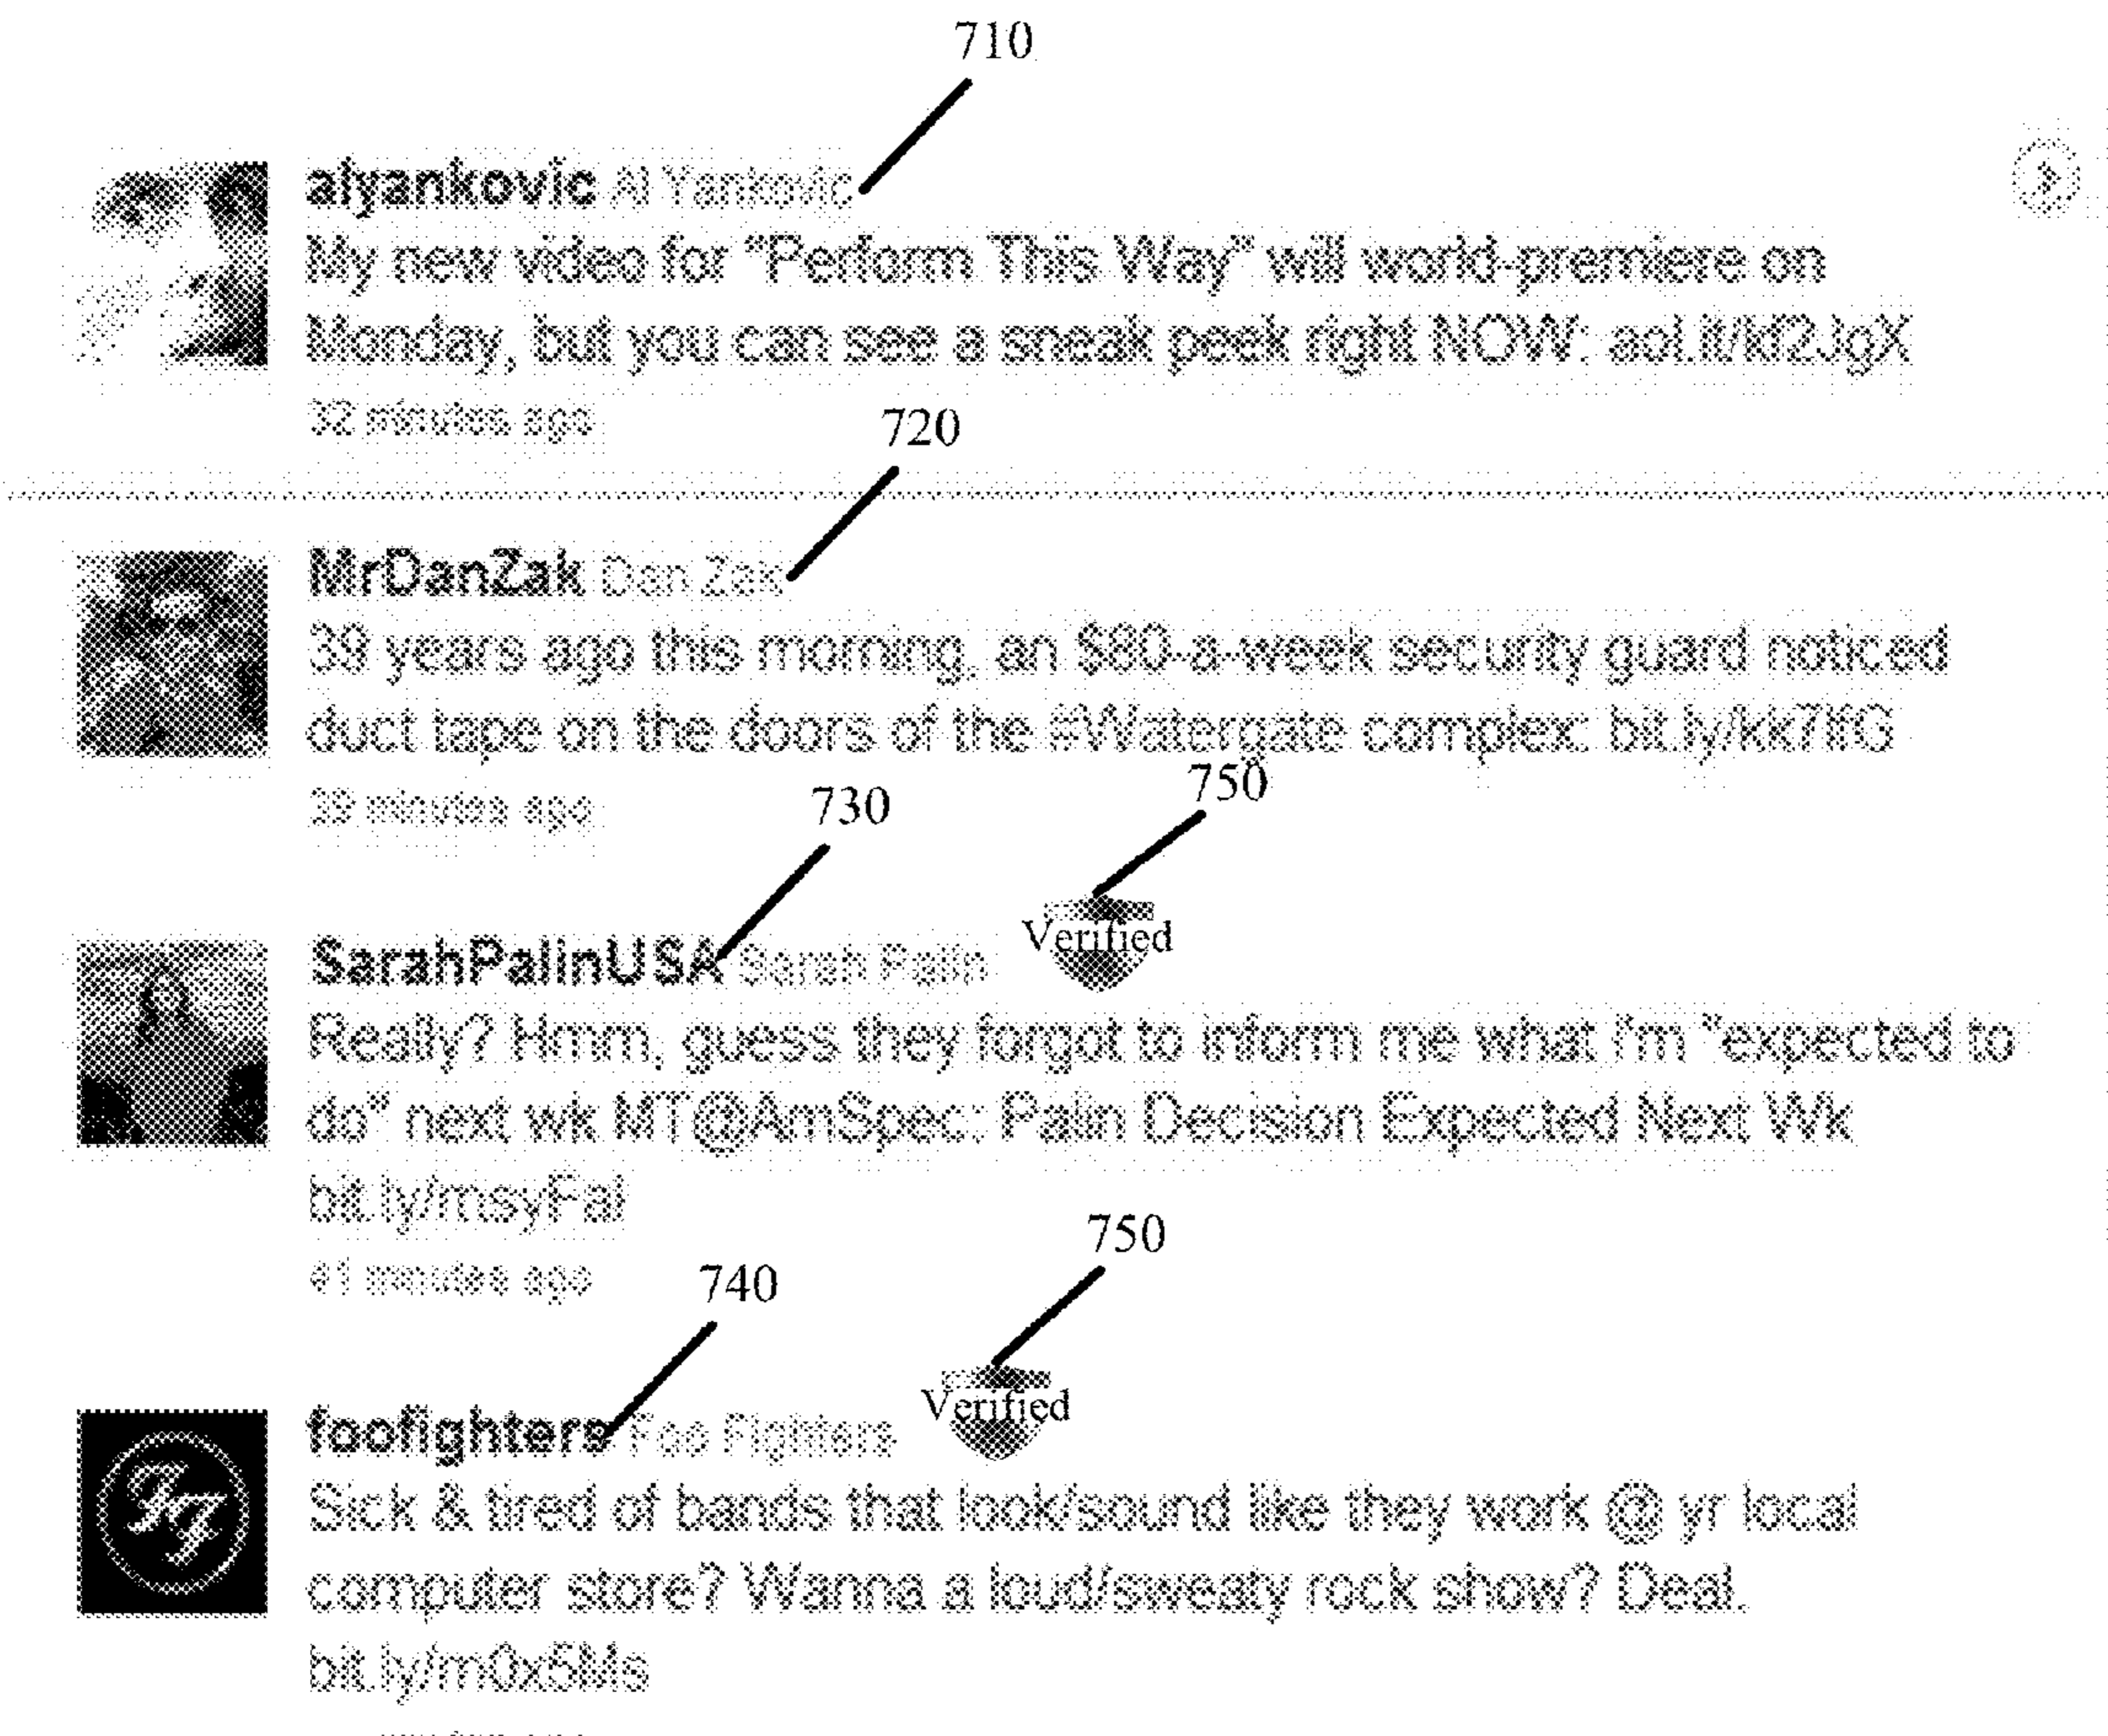 710
alyankovic Al Yankovic
My new video for "Perform This Way" will world-premiere on
Monday, but you can see a sneak peek right NOW: aol.it/kf2JgX
32 minutes ago
720
MrDanZak Dan Zak
39 years ago this morning, an $80-a-week security guard noticed
duct tape on the doors of the #Watergate complex:
39 minutes ago
750
730
Verified
SarahPalinUSA Sarah Palin
Really? Hmm, guess they forgot to inform me what i'm "expected to
do" next wk MT@AmSpec: Palin Decision Expected Next Wk
bit.ly/msyFal
41 minutes ago
750
740
Verified
foofighters Foo Fighters
Sick & tired of bands that look/sound like they work @ yr local
computer store? Wanna a loud/sweaty rock show? Deal.
bit.ly/m0x5Ms